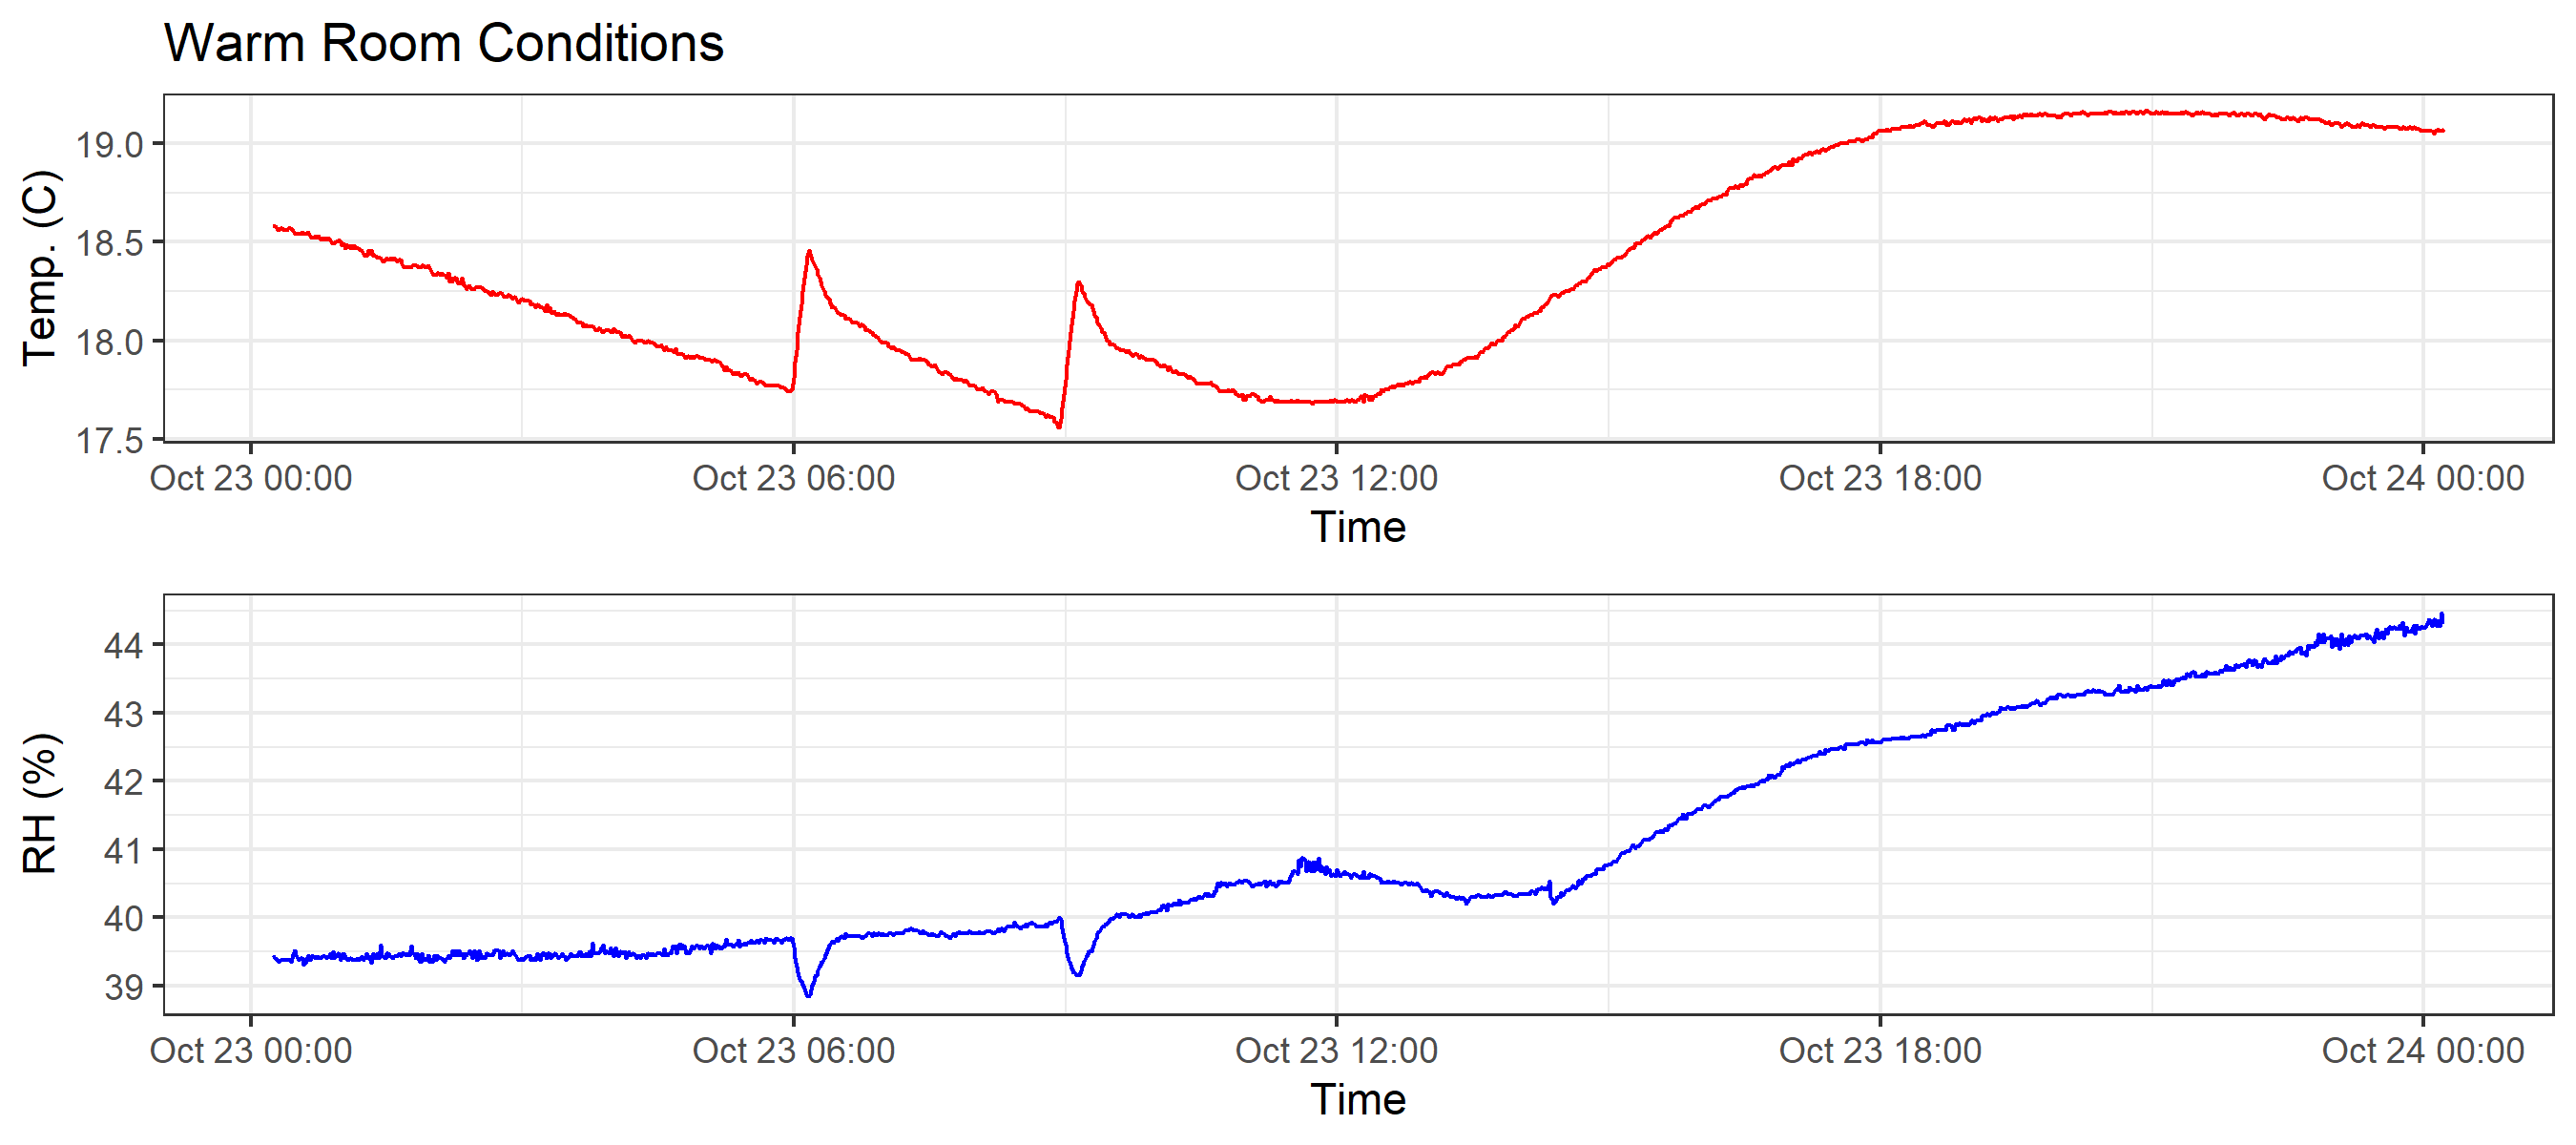 Warm Room Conditions
Temp. (C)
19.0
18.5
18.0
17.5
Oct 23 00:00 Oct 23 06:00 Oct 23 12:00 Oct 23 18:00 Oct 24 00:00
Time
RH (%)
44
43
42
41
40
39
Oct 23 00:00 Oct 23 06:00 Oct 23 12:00 Oct 23 18:00 Oct 24 00:00
Time